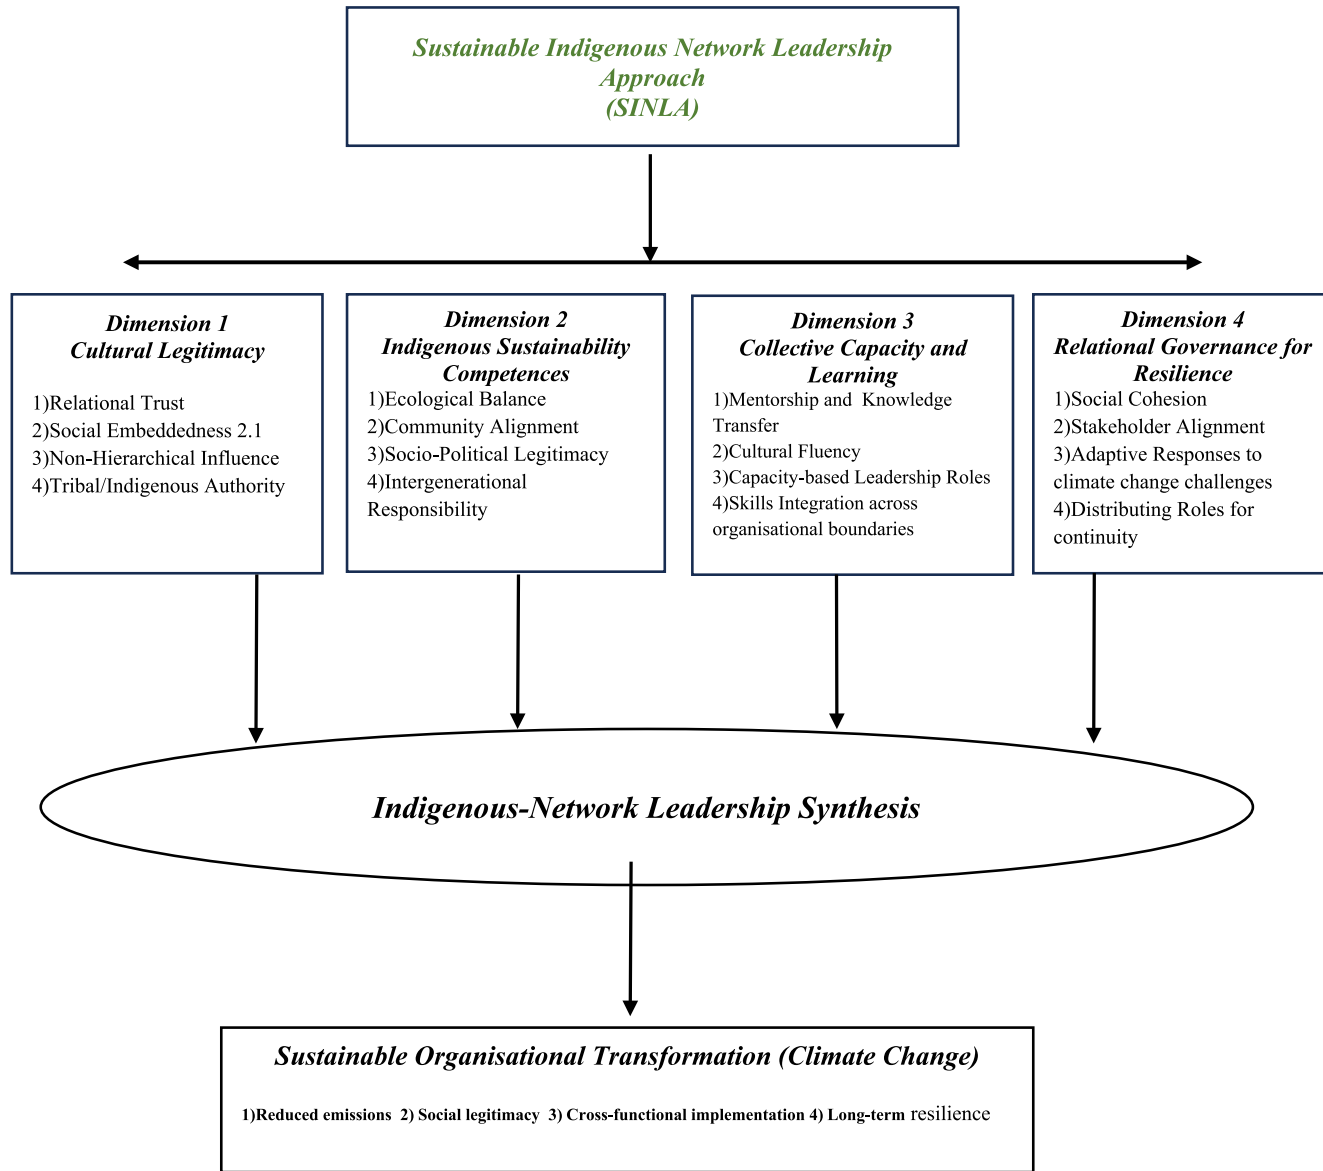 Sustainable Indigenous Network Leadership
Approach
(SINLA)
Dimension 1
Cultural Legitimacy
1)Relational Trust
2)Social Embeddedness 2.1
3)Non-Hierarchical Influence
4)Tribal/Indigenous Authority
Dimension 2
Indigenous Sustainability
Competences
1)Ecological Balance
2)Community Alignment
3)Socio-Political Legitimacy
4)Intergenerational
Responsibility
Dimension 3
Collective Capacity and
Learning
1)Mentorship and Knowledge
Transfer
2)Cultural Fluency
3)Capacity-based Leadership Roles
4)Skills Integration across
organisational boundaries
Dimension 4
Relational Governance for
Resilience
1)Social Cohesion
2)Stakeholder Alignment
3)Adaptive Responses to
climate change challenges
4)Distributing Roles for
continuity
Indigenous-Network Leadership Synthesis
Sustainable Organisational Transformation (Climate Change)
1)Reduced emissions 2) Social legitimacy 3) Cross-functional implementation 4) Long-term resilience